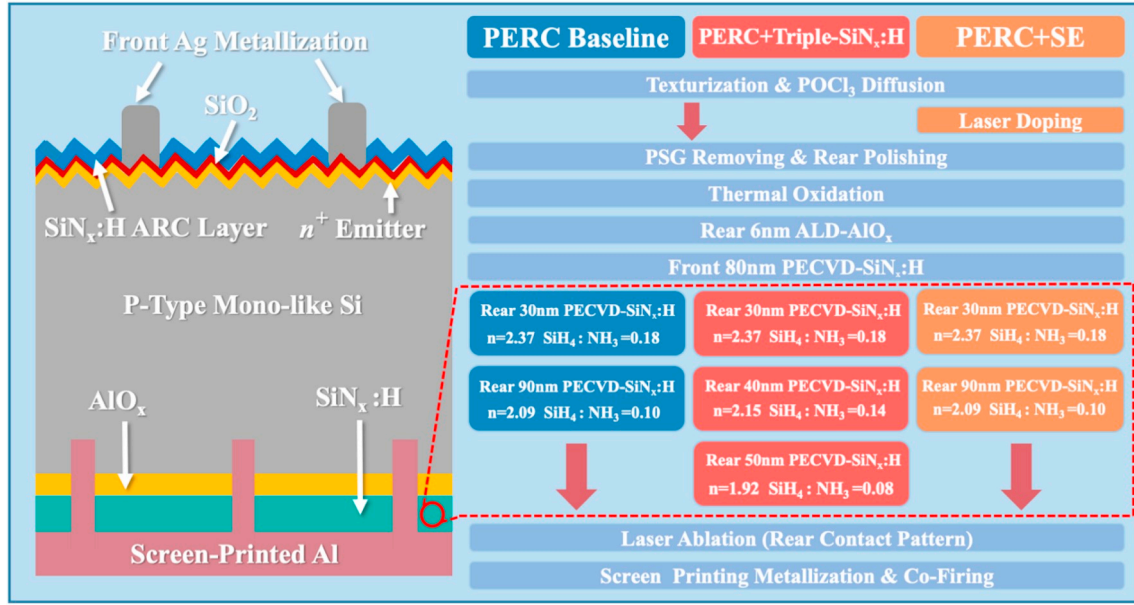 Front Ag Metallization
SiO₂
SiNₓ:H ARC Layer
n⁺ Emitter
P-Type Mono-like Si
AlOₓ
SiNₓ :H
Screen-Printed Al
PERC Baseline
PERC+Triple-SiNₓ:H
PERC+SE
Texturization & POCl₃ Diffusion
Laser Doping
PSG Removing & Rear Polishing
Thermal Oxidation
Rear 6nm ALD-AlOₓ
Front 80nm PECVD-SiNₓ:H
Rear 30nm PECVD-SiNₓ:H
n=2.37 SiH₄ : NH₃=0.18
Rear 30nm PECVD-SiNₓ:H
n=2.37 SiH₄ : NH₃=0.18
Rear 30nm PECVD-SiNₓ:H
n=2.37 SiH₄ : NH₃=0.18
Rear 90nm PECVD-SiNₓ:H
n=2.09 SiH₄ : NH₃=0.10
Rear 40nm PECVD-SiNₓ:H
n=2.15 SiH₄ : NH₃=0.14
Rear 90nm PECVD-SiNₓ:H
n=2.09 SiH₄ : NH₃=0.10
Rear 50nm PECVD-SiNₓ:H
n=1.92 SiH₄ : NH₃=0.08
Laser Ablation (Rear Contact Pattern)
Screen Printing Metallization & Co-Firing